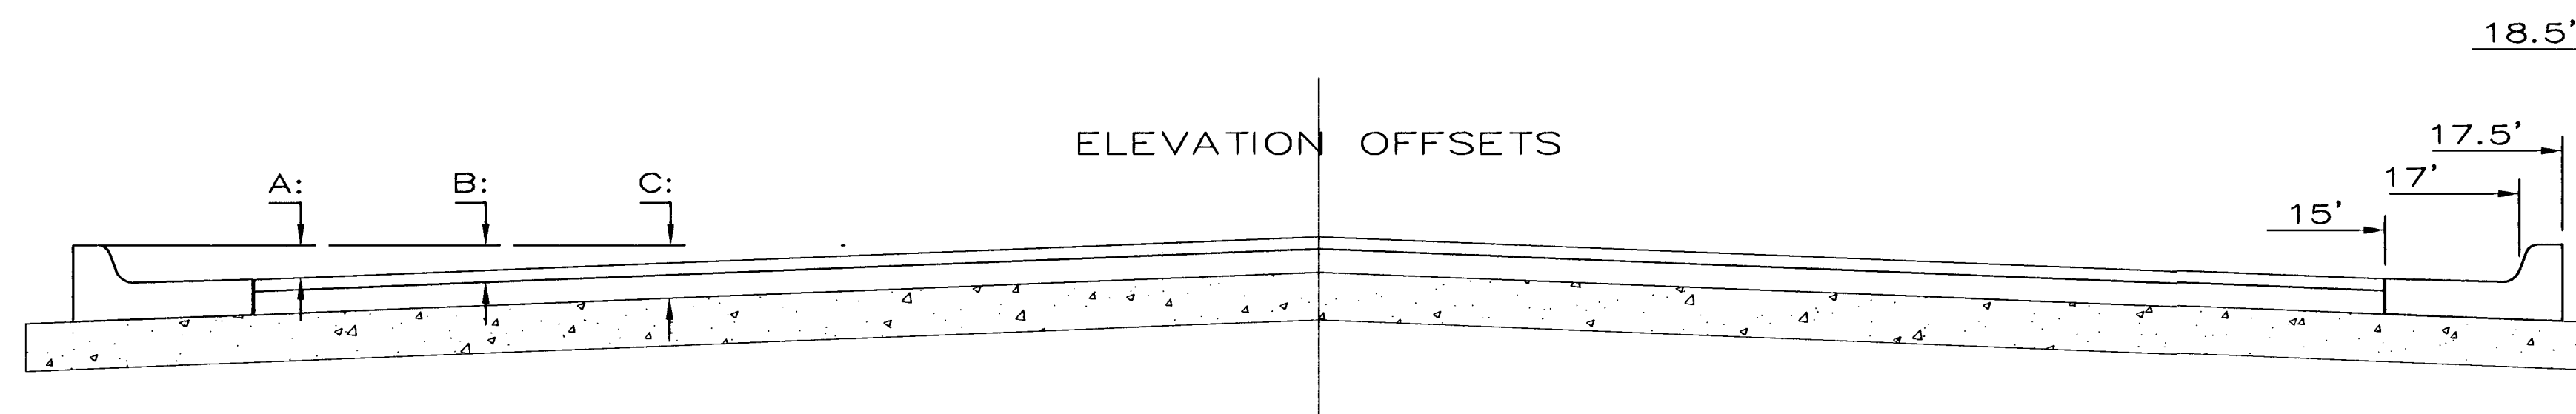 18.5'
ELEVATION OFFSETS
17.5'
A: B: C:
17'
15'